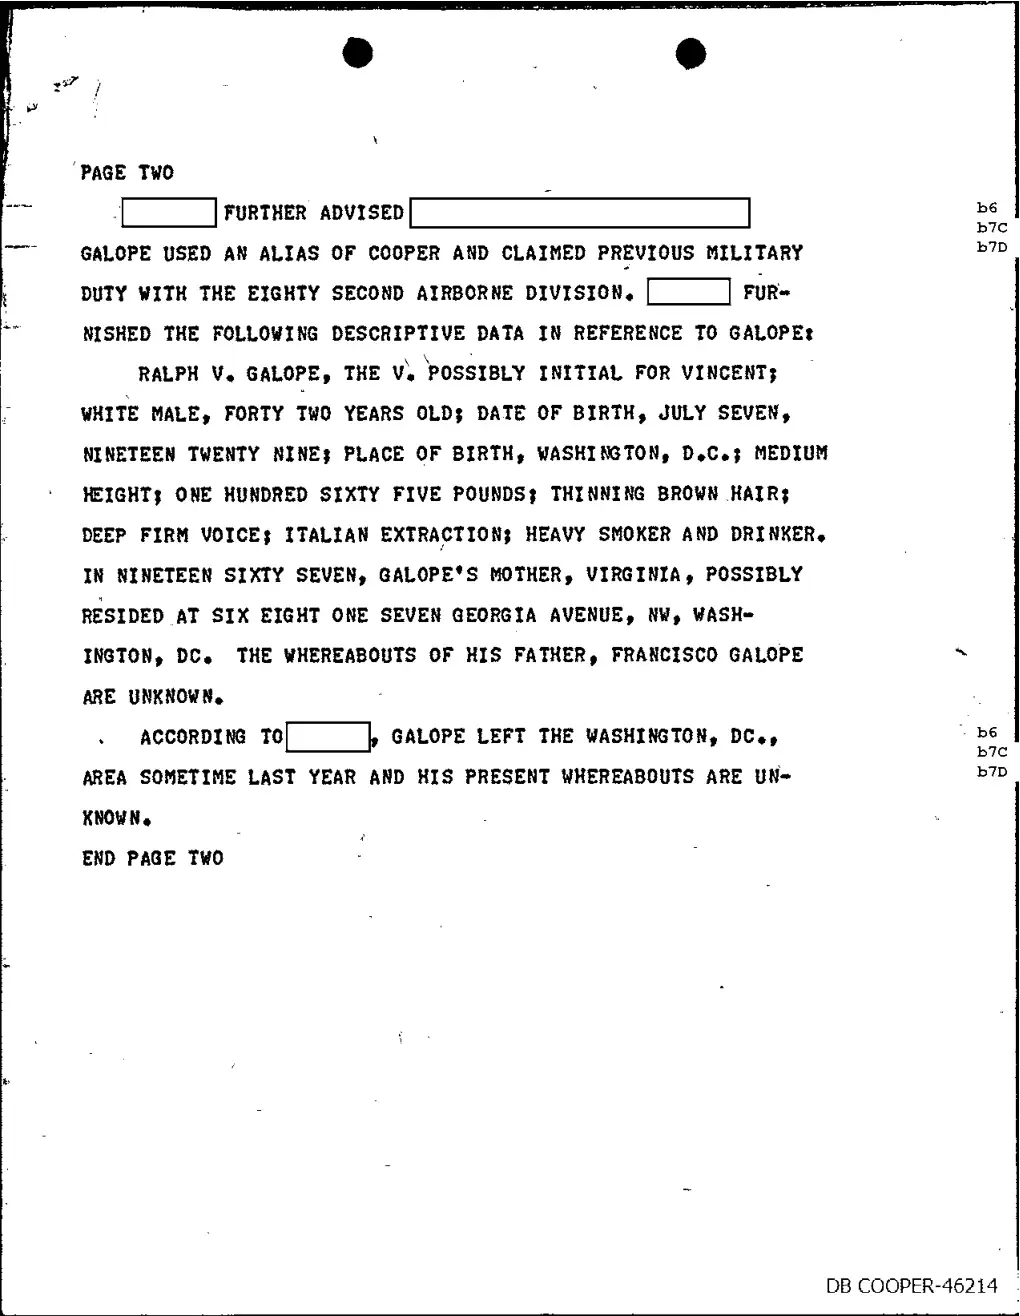 PAGE TWO
FURTHER ADVISED
b6
b7C
GALOPE USED AN ALIAS OF COOPER AND CLAIMED PREVIOUS MILITARY
b7D
DUTY WITH THE EIGHTY SECOND AIRBORNE DIVISION. FUR-
NISHED THE FOLLOWING DESCRIPTIVE DATA IN REFERENCE TO GALOPE:
RALPH V. GALOPE, THE V. POSSIBLY INITIAL FOR VINCENT;
WHITE MALE, FORTY TWO YEARS OLD; DATE OF BIRTH, JULY SEVEN,
NINETEEN TWENTY NINE; PLACE OF BIRTH, WASHINGTON, D.C.; MEDIUM
HEIGHT; ONE HUNDRED SIXTY FIVE POUNDS; THINNING BROWN HAIR;
DEEP FIRM VOICE; ITALIAN EXTRACTION; HEAVY SMOKER AND DRINKER.
IN NINETEEN SIXTY SEVEN, GALOPE'S MOTHER, VIRGINIA, POSSIBLY
RESIDED AT SIX EIGHT ONE SEVEN GEORGIA AVENUE, NW, WASH-
INGTON, DC. THE WHEREABOUTS OF HIS FATHER, FRANCISCO GALOPE
ARE UNKNOWN.
ACCORDING TO , GALOPE LEFT THE WASHINGTON, DC.,
b6
b7C
AREA SOMETIME LAST YEAR AND HIS PRESENT WHEREABOUTS ARE UN-
b7D
KNOWN.
END PAGE TWO
DB COOPER-46214